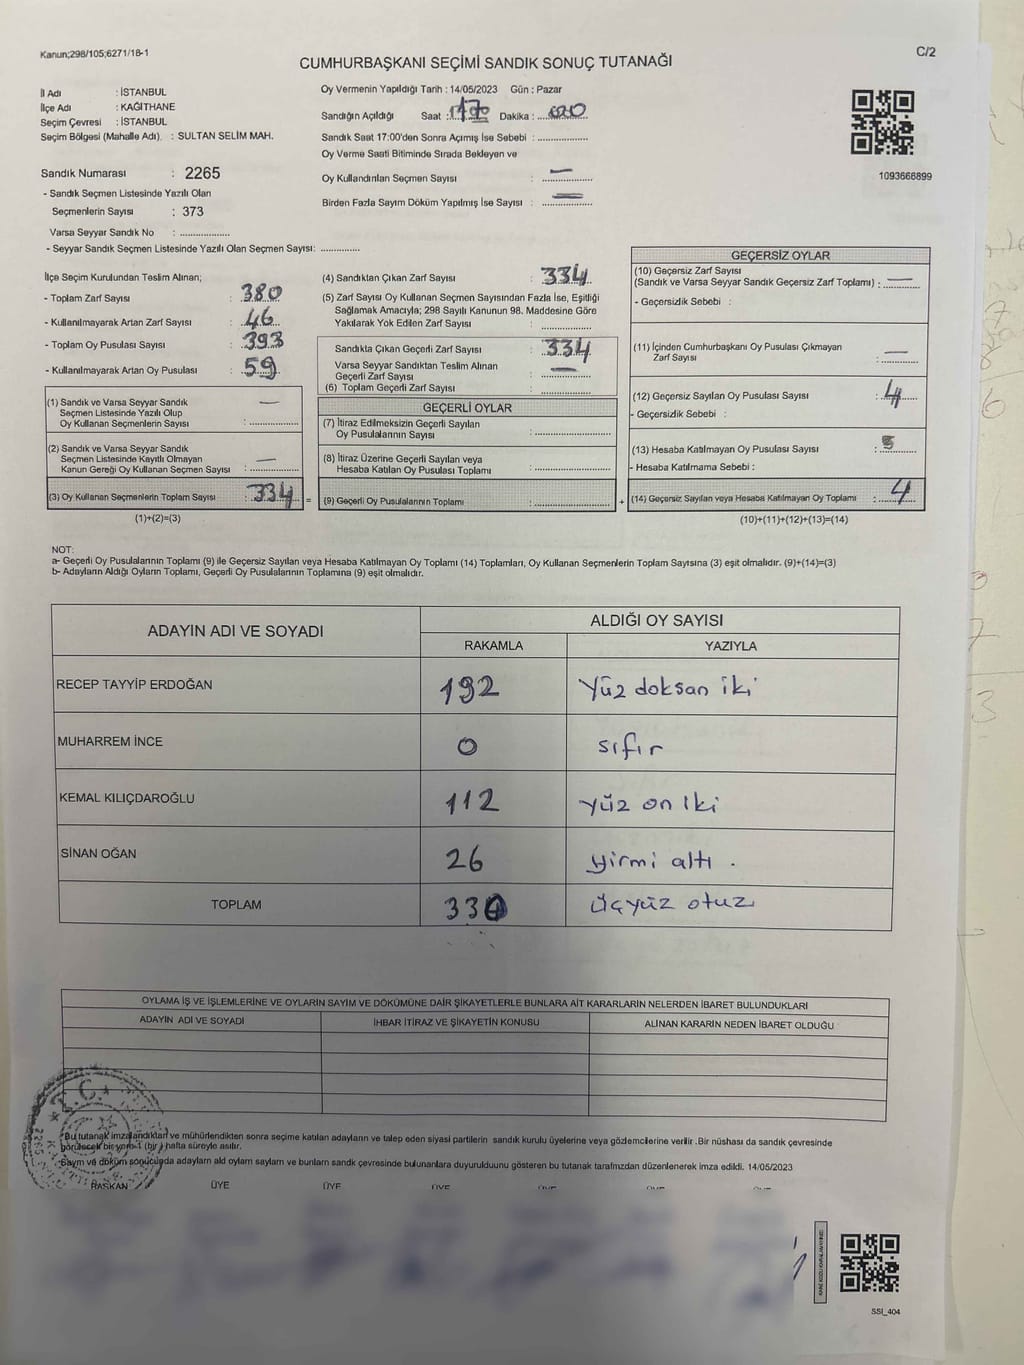 Kanun;298/105;6271/18-1
C/2
CUMHURBAŞKANI SEÇİMİ SANDIK SONUÇ TUTANAĞI
İl Adı : İSTANBUL
İlçe Adı : KAĞITHANE
Seçim Çevresi : İSTANBUL
Seçim Bölgesi (Mahalle Adı) : SULTAN SELİM MAH.
Oy Vermenin Yapıldığı Tarih : 14/05/2023 Gün : Pazar
Sandığın Açıldığı Saat : 17 Dakika :
Sandık Saat 17:00'den Sonra Açımış İse Sebebi :
Oy Verme Saati Bitiminde Sırada Bekleyen ve
Oy Kullandırılan Seçmen Sayısı : —
Birden Fazla Sayım Döküm Yapılmış İse Sayısı : —
1093668899
Sandık Numarası : 2265
- Sandık Seçmen Listesinde Yazılı Olan
Seçmenlerin Sayısı : 373
Varsa Seyyar Sandık No :
- Seyyar Sandık Seçmen Listesinde Yazılı Olan Seçmen Sayısı:
İlçe Seçim Kurulundan Teslim Alınan;
- Toplam Zarf Sayısı : 380
- Kullanılmayarak Artan Zarf Sayısı : 46
- Toplam Oy Pusulası Sayısı : 393
- Kullanılmayarak Artan Oy Pusulası : 59
(1) Sandık ve Varsa Seyyar Sandık
Seçmen Listesinde Yazılı Olup
Oy Kullanan Seçmenlerin Sayısı : —
(2) Sandık ve Varsa Seyyar Sandık
Seçmen Listesinde Kayıtlı Olmayan
Kanun Gereği Oy Kullanan Seçmen Sayısı : —
(3) Oy Kullanan Seçmenlerin Toplam Sayısı : 334 =
(1)+(2)=(3)
(4) Sandıktan Çıkan Zarf Sayısı : 334
(5) Zarf Sayısı Oy Kullanan Seçmen Sayısından Fazla İse, Eşitliği
Sağlamak Amacıyla; 298 Sayılı Kanunun 98. Maddesine Göre
Yakılarak Yok Edilen Zarf Sayısı :
Sandıkta Çıkan Geçerli Zarf Sayısı : 334
Varsa Seyyar Sandıktan Teslim Alınan
Geçerli Zarf Sayısı : —
(6) Toplam Geçerli Zarf Sayısı :
GEÇERLİ OYLAR
(7) İtiraz Edilmeksizin Geçerli Sayılan
Oy Pusulalarının Sayısı :
(8) İtiraz Üzerine Geçerli Sayılan veya
Hesaba Katılan Oy Pusulası Toplamı :
(9) Geçerli Oy Pusulalarının Toplamı : +
GEÇERSİZ OYLAR
(10) Geçersiz Zarf Sayısı
(Sandık ve Varsa Seyyar Sandık Geçersiz Zarf Toplamı) : —
- Geçersizlik Sebebi :
(11) İçinden Cumhurbaşkanı Oy Pusulası Çıkmayan
Zarf Sayısı : —
(12) Geçersiz Sayılan Oy Pusulası Sayısı : 4
- Geçersizlik Sebebi :
(13) Hesaba Katılmayan Oy Pusulası Sayısı :
- Hesaba Katılmama Sebebi :
(14) Geçersiz Sayılan veya Hesaba Katılmayan Oy Toplamı : 4
(10)+(11)+(12)+(13)=(14)
NOT:
a- Geçerli Oy Pusulalarının Toplamı (9) ile Geçersiz Sayılan veya Hesaba Katılmayan Oy Toplamı (14) Toplamları, Oy Kullanan Seçmenlerin Toplam Sayısına (3) eşit olmalıdır. (9)+(14)=(3)
b- Adayların Aldığı Oyların Toplamı, Geçerli Oy Pusulalarının Toplamına (9) eşit olmalıdır.
ADAYIN ADI VE SOYADI
ALDIĞI OY SAYISI
RAKAMLA YAZIYLA
RECEP TAYYİP ERDOĞAN 192 Yüz doksan iki
MUHARREM İNCE 0 sıfır
KEMAL KILIÇDAROĞLU 112 yüz on iki
SİNAN OĞAN 26 yirmi altı .
TOPLAM 330 üçyüz otuz
OYLAMA İŞ VE İŞLEMLERİNE VE OYLARIN SAYIM VE DÖKÜMÜNE DAİR ŞİKAYETLERLE BUNLARA AİT KARARLARIN NELERDEN İBARET BULUNDUKLARI
ADAYIN ADI VE SOYADI İHBAR İTİRAZ VE ŞİKAYETİN KONUSU ALINAN KARARIN NEDEN İBARET OLDUĞU
T.C.
Bu tutanak imzalandıktan ve mühürlendikten sonra seçime katılan adayların ve talep eden siyasi partilerin sandık kurulu üyelerine veya gözlemcilerine verilir .Bir nüshası da sandık çevresinde
görülecek bir yere 1 (bir ) hafta süreyle asılır.
Saym ve döküm sonucunda adayların ald oyların sayları ve bunların sandk çevresinde bulunanlara duyurulduunu gösteren bu tutanak tarafmzdan düzenlenerek imza edildi. 14/05/2023
BAŞKAN ÜYE ÜYE ÜYE
SSI_404